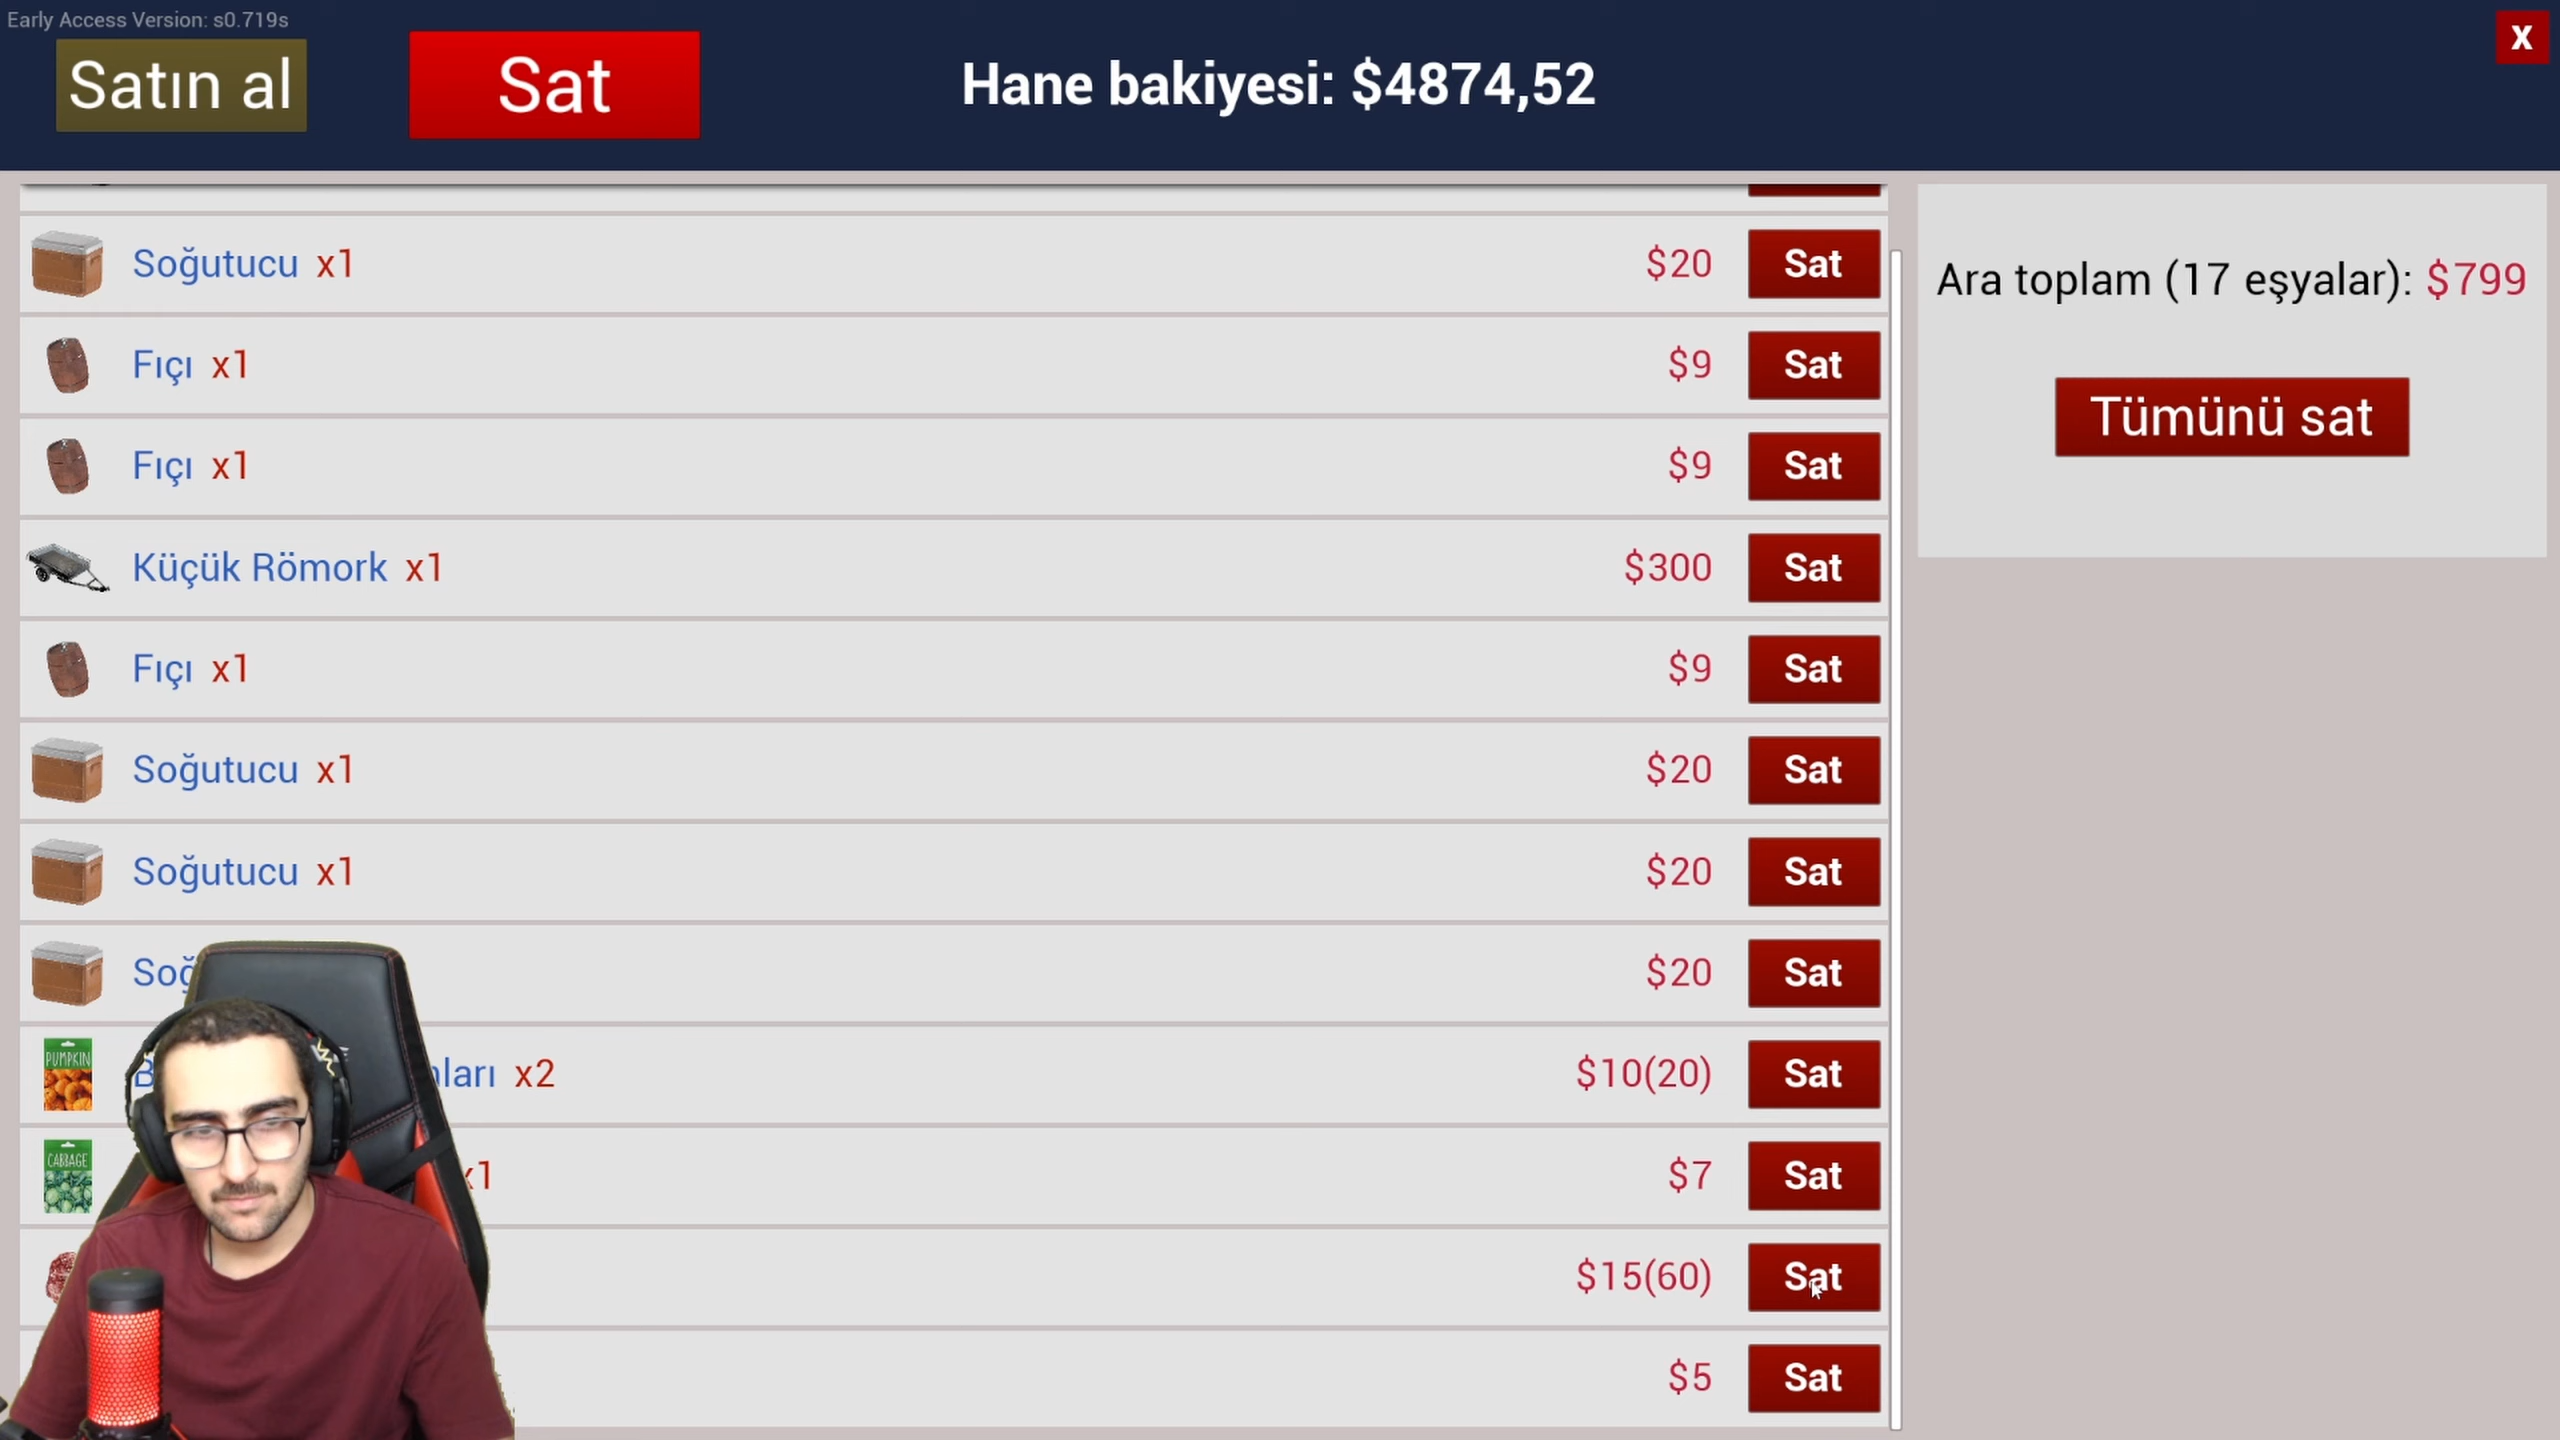 Early Access Version: s0.719s
Satın al
Sat
Hane bakiyesi: $4874,52
X
Soğutucu x1 $20 Sat
Fıçı x1 $9 Sat
Fıçı x1 $9 Sat
Küçük Römork x1 $300 Sat
Fıçı x1 $9 Sat
Soğutucu x1 $20 Sat
Soğutucu x1 $20 Sat
$20 Sat
PUMPKIN x2 $10(20) Sat
CABBAGE x1 $7 Sat
$15(60) Sat
$5 Sat
Ara toplam (17 eşyalar): $799
Tümünü sat